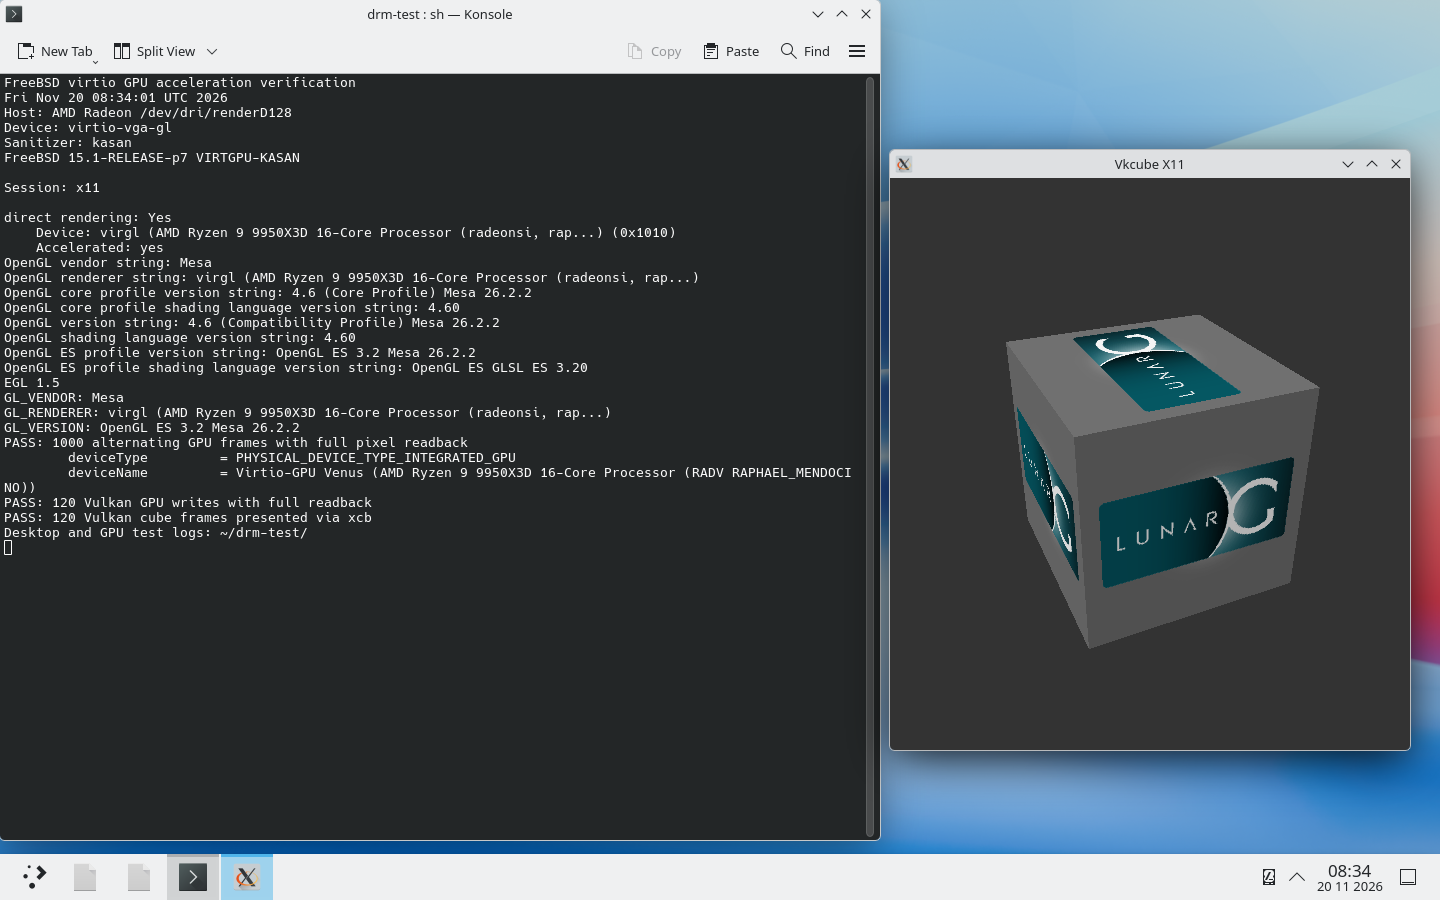 drm-test : sh — Konsole
New Tab
Split View
Copy
Paste
Find
FreeBSD virtio GPU acceleration verification
Fri Nov 20 08:34:01 UTC 2026
Host: AMD Radeon /dev/dri/renderD128
Device: virtio-vga-gl
Sanitizer: kasan
FreeBSD 15.1-RELEASE-p7 VIRTGPU-KASAN
Session: x11
direct rendering: Yes
    Device: virgl (AMD Ryzen 9 9950X3D 16-Core Processor (radeonsi, rap...) (0x1010)
    Accelerated: yes
OpenGL vendor string: Mesa
OpenGL renderer string: virgl (AMD Ryzen 9 9950X3D 16-Core Processor (radeonsi, rap...)
OpenGL core profile version string: 4.6 (Core Profile) Mesa 26.2.2
OpenGL core profile shading language version string: 4.60
OpenGL version string: 4.6 (Compatibility Profile) Mesa 26.2.2
OpenGL shading language version string: 4.60
OpenGL ES profile version string: OpenGL ES 3.2 Mesa 26.2.2
OpenGL ES profile shading language version string: OpenGL ES GLSL ES 3.20
EGL 1.5
GL_VENDOR: Mesa
GL_RENDERER: virgl (AMD Ryzen 9 9950X3D 16-Core Processor (radeonsi, rap...)
GL_VERSION: OpenGL ES 3.2 Mesa 26.2.2
PASS: 1000 alternating GPU frames with full pixel readback
        deviceType         = PHYSICAL_DEVICE_TYPE_INTEGRATED_GPU
        deviceName         = Virtio-GPU Venus (AMD Ryzen 9 9950X3D 16-Core Processor (RADV RAPHAEL_MENDOCI
NO))
PASS: 120 Vulkan GPU writes with full readback
PASS: 120 Vulkan cube frames presented via xcb
Desktop and GPU test logs: ~/drm-test/
Vkcube X11
LUNAR G
LUNAR G
LUNAR G
08:34
20 11 2026